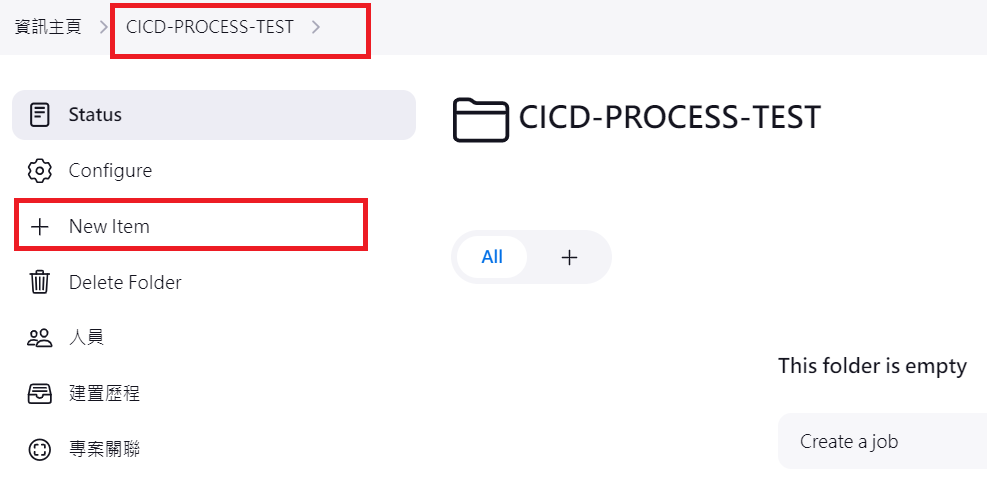 資訊主頁 > CICD-PROCESS-TEST >
Status
Configure
New Item
Delete Folder
人員
建置歷程
專案關聯
CICD-PROCESS-TEST
All +
This folder is empty
Create a job